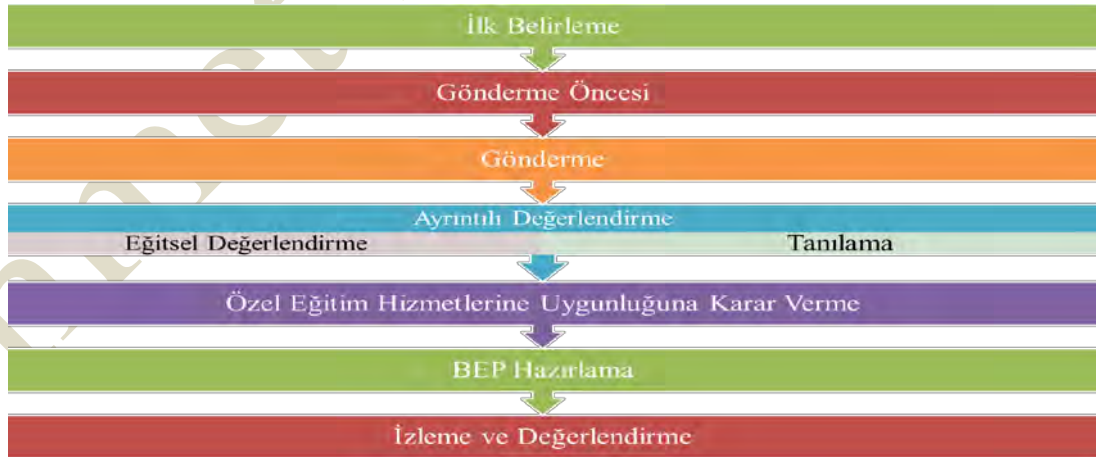 İlk Belirleme
Gönderme Öncesi
Gönderme
Ayrıntılı Değerlendirme
Eğitsel Değerlendirme Tanılama
Özel Eğitim Hizmetlerine Uygunluğuna Karar Verme
BEP Hazırlama
İzleme ve Değerlendirme